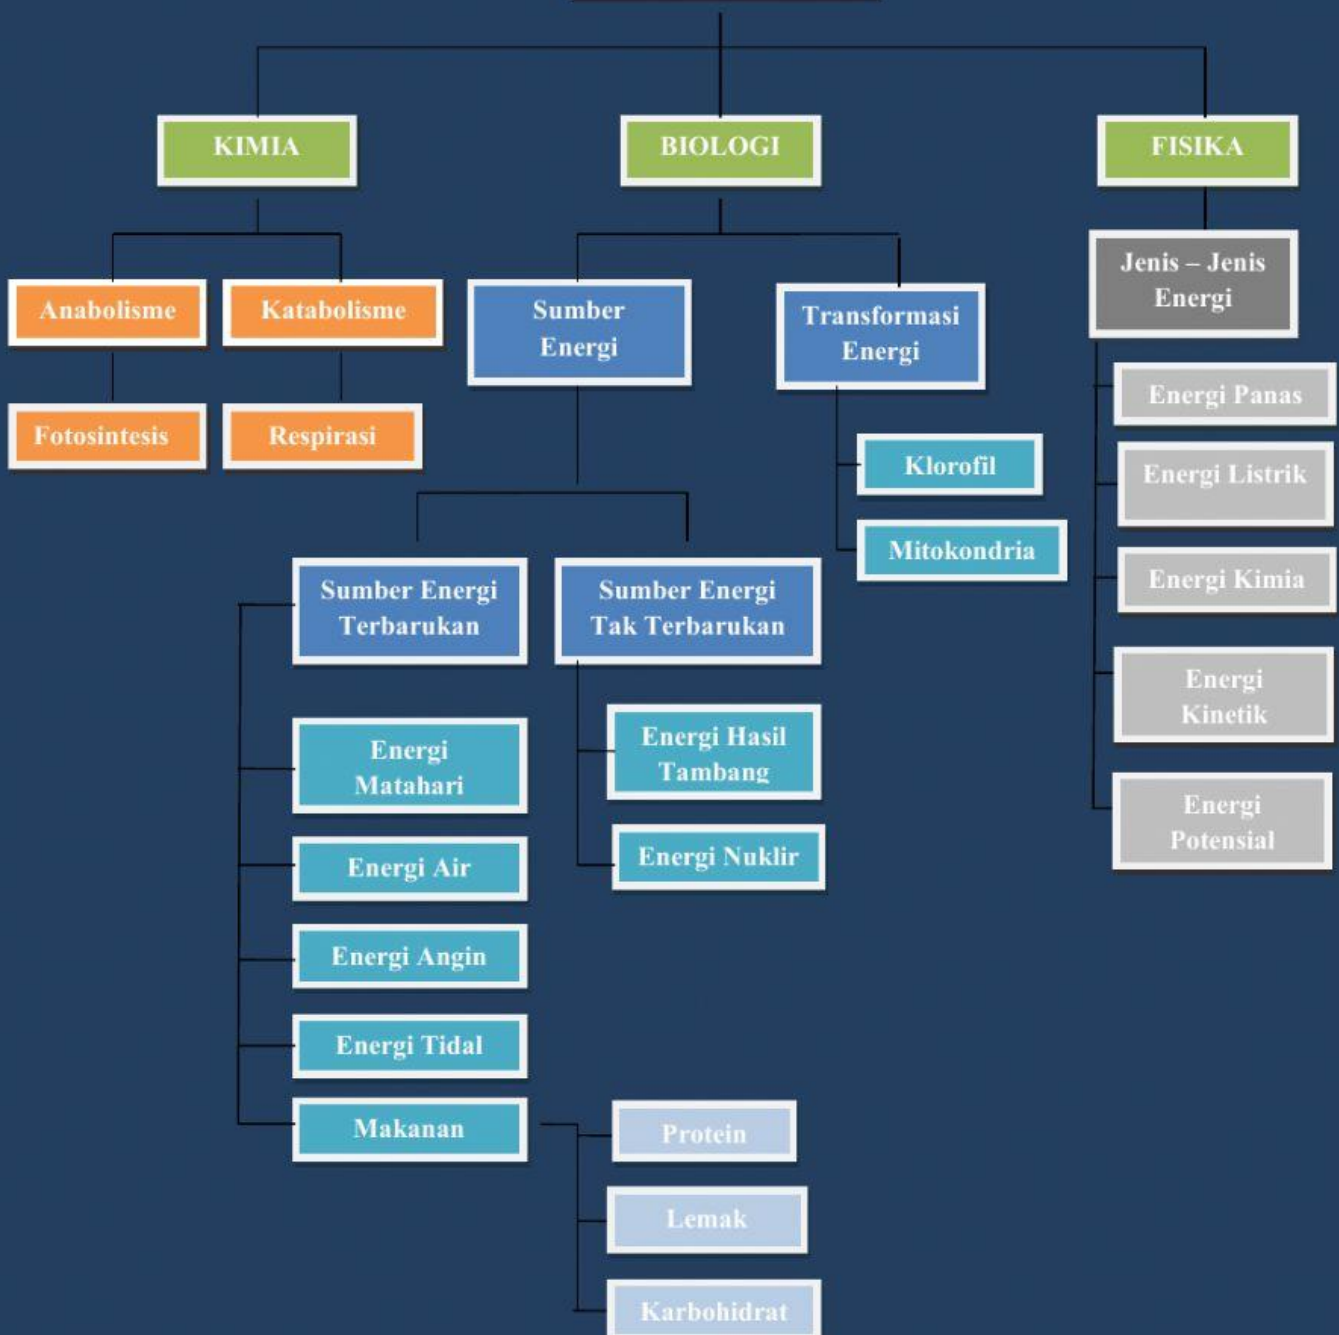 KIMIA
BIOLOGI
FISIKA
Anabolisme
Katabolisme
Fotosintesis
Respirasi
Sumber
Energi
Transformasi
Energi
Klorofil
Mitokondria
Sumber Energi
Terbarukan
Sumber Energi
Tak Terbarukan
Energi
Matahari
Energi Air
Energi Angin
Energi Tidal
Makanan
Energi Hasil
Tambang
Energi Nuklir
Protein
Lemak
Karbohidrat
Jenis – Jenis
Energi
Energi Panas
Energi Listrik
Energi Kimia
Energi
Kinetik
Energi
Potensial